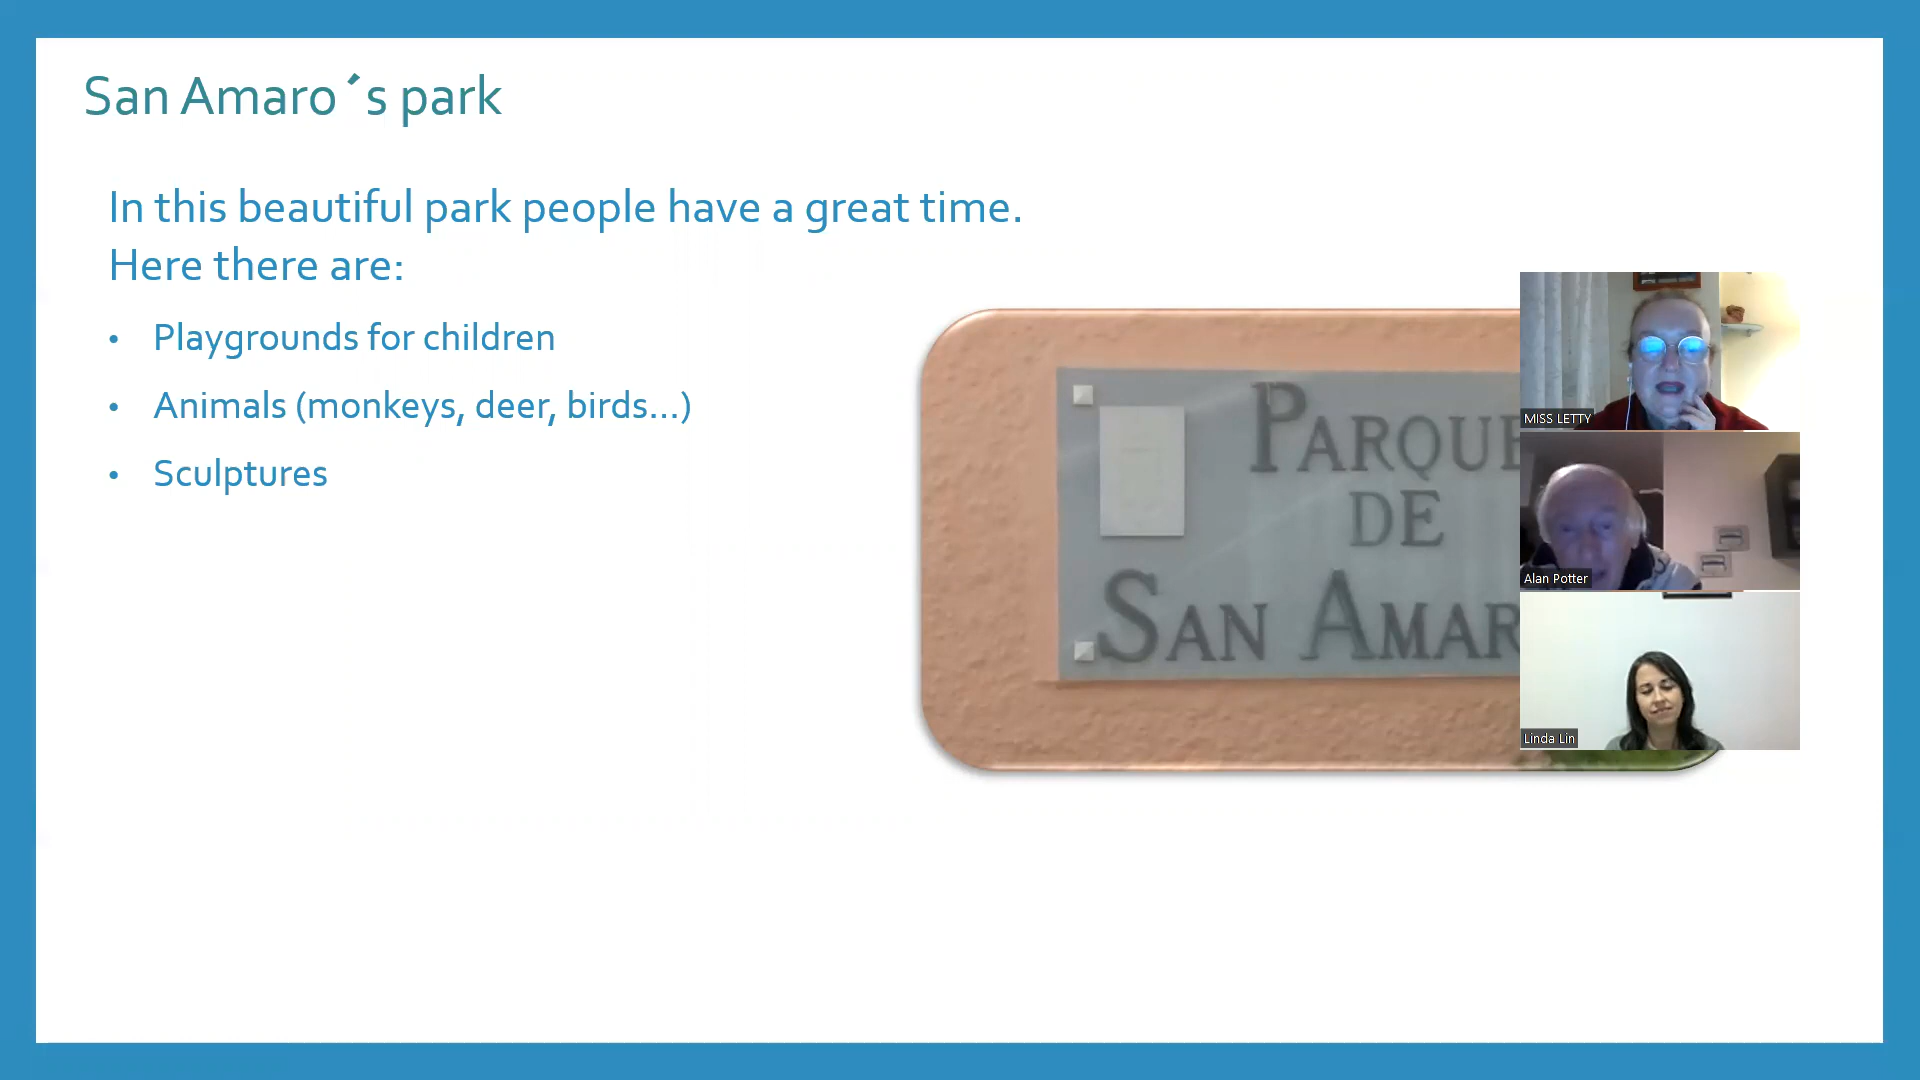 San Amaro´s park
In this beautiful park people have a great time.
Here there are:
• Playgrounds for children
• Animals (monkeys, deer, birds...)
• Sculptures
PARQUE
DE
SAN AMAR
MISS LETTY
Alan Potter
Linda Lin